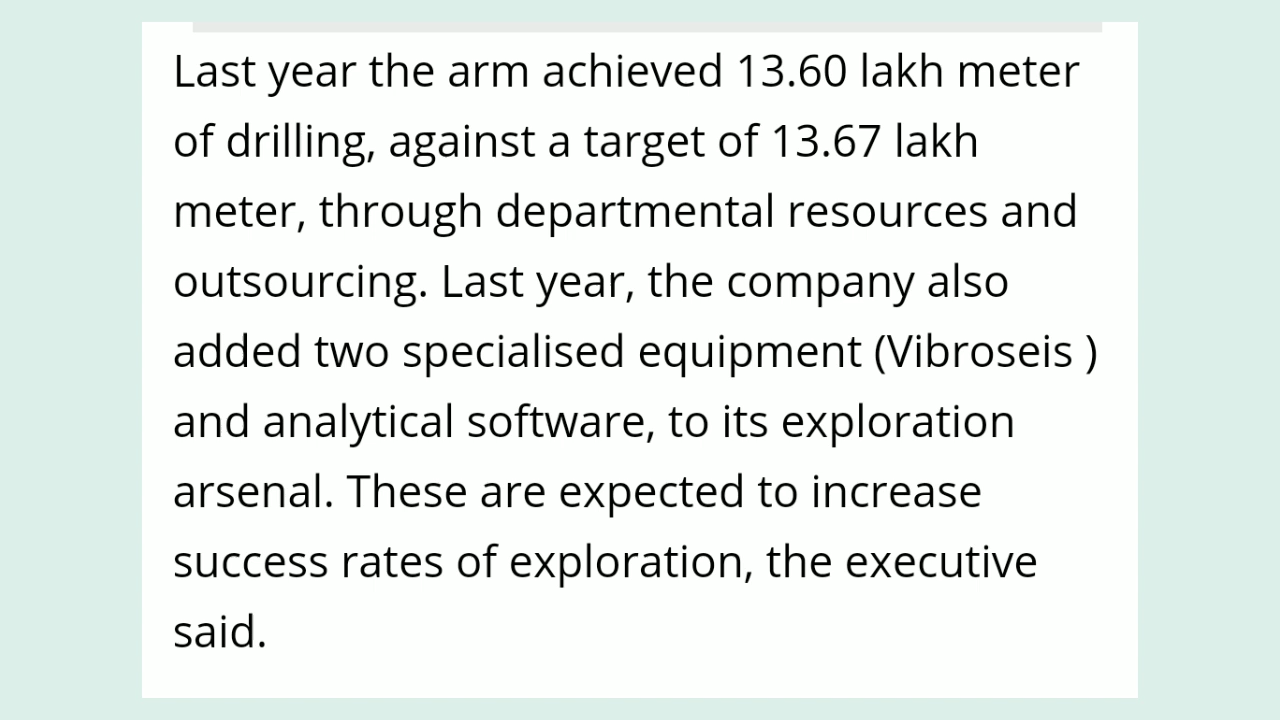 Last year the arm achieved 13.60 lakh meter
of drilling, against a target of 13.67 lakh
meter, through departmental resources and
outsourcing. Last year, the company also
added two specialised equipment (Vibroseis )
and analytical software, to its exploration
arsenal. These are expected to increase
success rates of exploration, the executive
said.